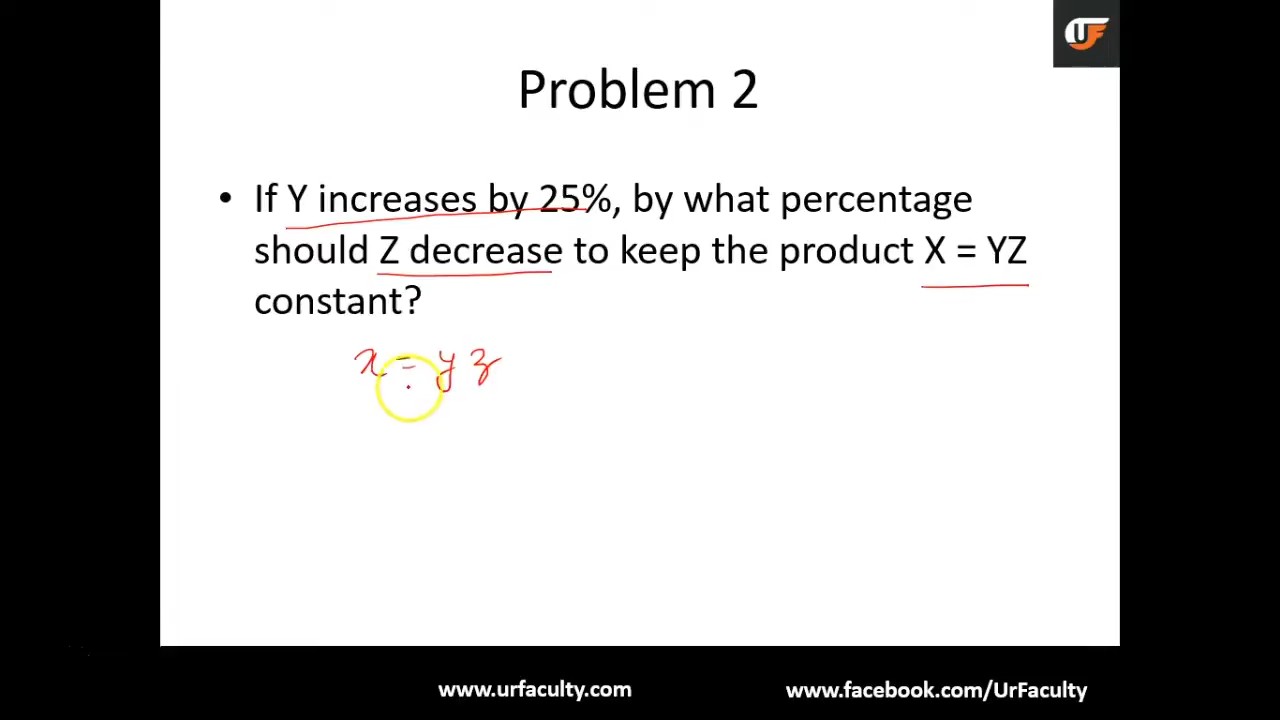 UF
Problem 2
• If Y increases by 25%, by what percentage
should Z decrease to keep the product X = YZ
constant?
x = y z
www.urfaculty.com
www.facebook.com/UrFaculty